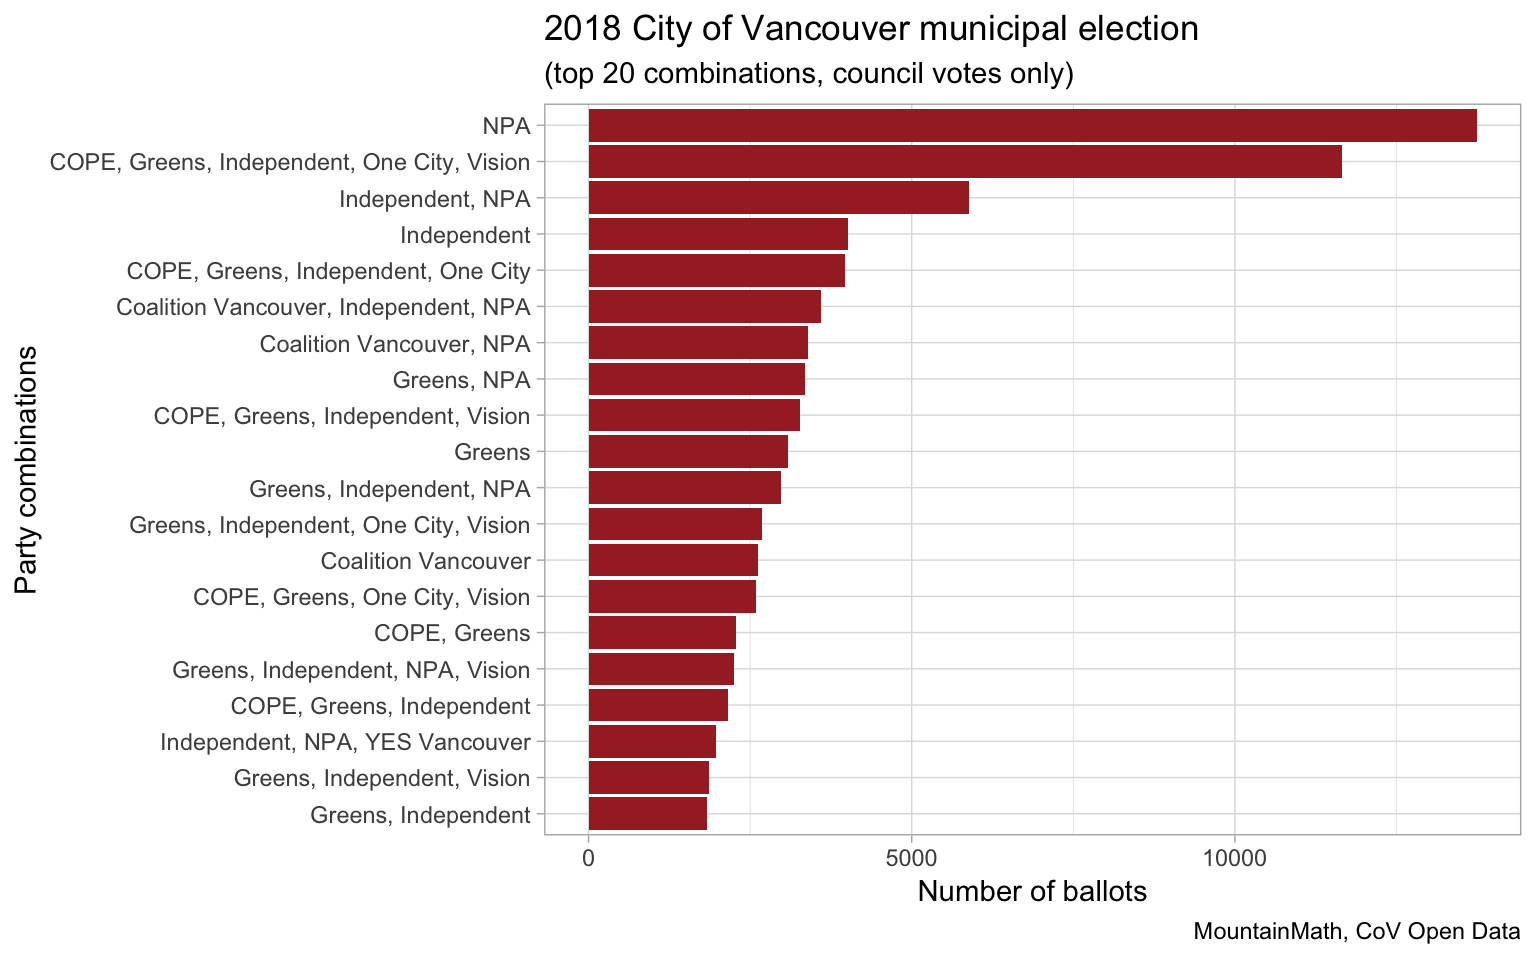 2018 City of Vancouver municipal election
(top 20 combinations, council votes only)
Party combinations
NPA
COPE, Greens, Independent, One City, Vision
Independent, NPA
Independent
COPE, Greens, Independent, One City
Coalition Vancouver, Independent, NPA
Coalition Vancouver, NPA
Greens, NPA
COPE, Greens, Independent, Vision
Greens
Greens, Independent, NPA
Greens, Independent, One City, Vision
Coalition Vancouver
COPE, Greens, One City, Vision
COPE, Greens
Greens, Independent, NPA, Vision
COPE, Greens, Independent
Independent, NPA, YES Vancouver
Greens, Independent, Vision
Greens, Independent
0 5000 10000
Number of ballots
MountainMath, CoV Open Data